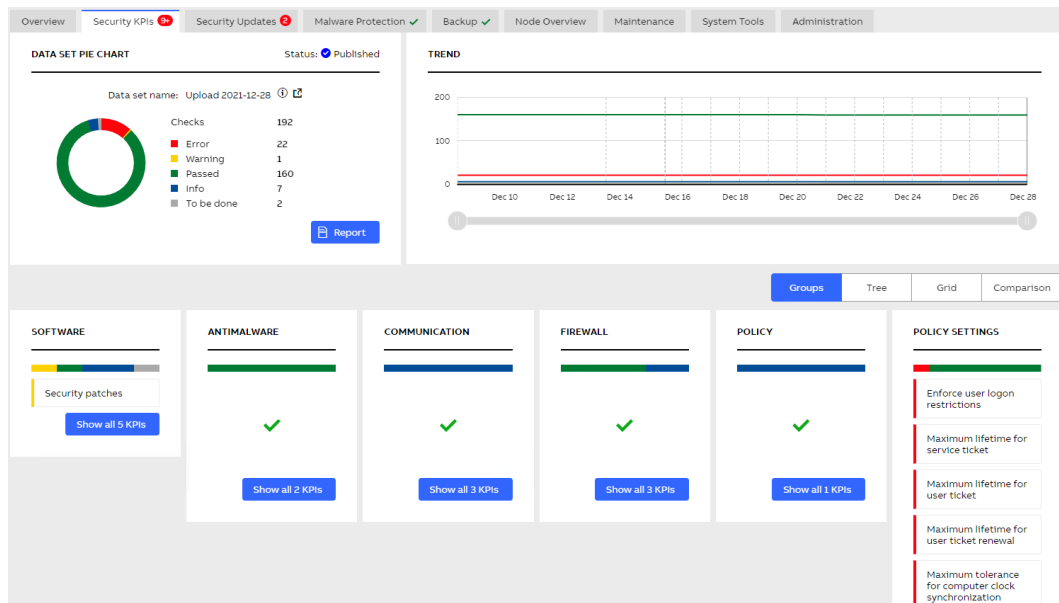 Overview Security KPIs 9+ Security Updates 2 Malware Protection Backup Node Overview Maintenance System Tools Administration
DATA SET PIE CHART Status: Published
Data set name: Upload 2021-12-28
Checks 192
Error 22
Warning 1
Passed 160
Info 7
To be done 2
Report
TREND
200
100
0
Dec 10 Dec 12 Dec 14 Dec 16 Dec 18 Dec 20 Dec 22 Dec 24 Dec 26 Dec 28
Groups Tree Grid Comparison
SOFTWARE
Security patches
Show all 5 KPIs
ANTIMALWARE
Show all 2 KPIs
COMMUNICATION
Show all 3 KPIs
FIREWALL
Show all 3 KPIs
POLICY
Show all 1 KPIs
POLICY SETTINGS
Enforce user logon
restrictions
Maximum lifetime for
service ticket
Maximum lifetime for
user ticket
Maximum lifetime for
user ticket renewal
Maximum tolerance
for computer clock
synchronization